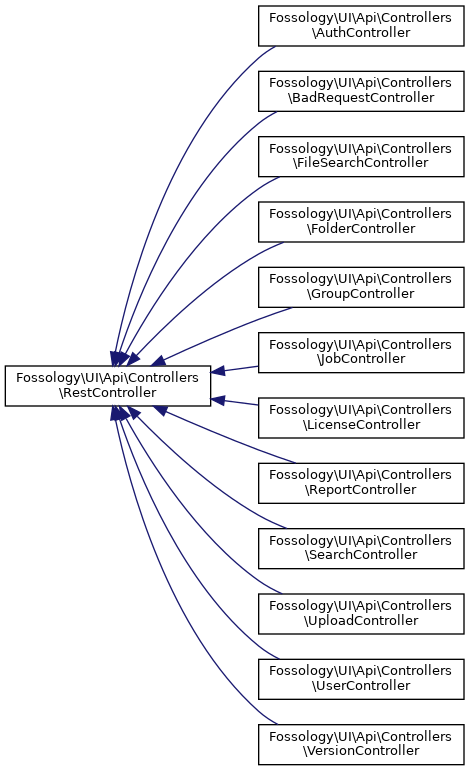 Fossology\UI\Api\Controllers
\AuthController
Fossology\UI\Api\Controllers
\BadRequestController
Fossology\UI\Api\Controllers
\FileSearchController
Fossology\UI\Api\Controllers
\FolderController
Fossology\UI\Api\Controllers
\GroupController
Fossology\UI\Api\Controllers
\JobController
Fossology\UI\Api\Controllers
\RestController
Fossology\UI\Api\Controllers
\LicenseController
Fossology\UI\Api\Controllers
\ReportController
Fossology\UI\Api\Controllers
\SearchController
Fossology\UI\Api\Controllers
\UploadController
Fossology\UI\Api\Controllers
\UserController
Fossology\UI\Api\Controllers
\VersionController